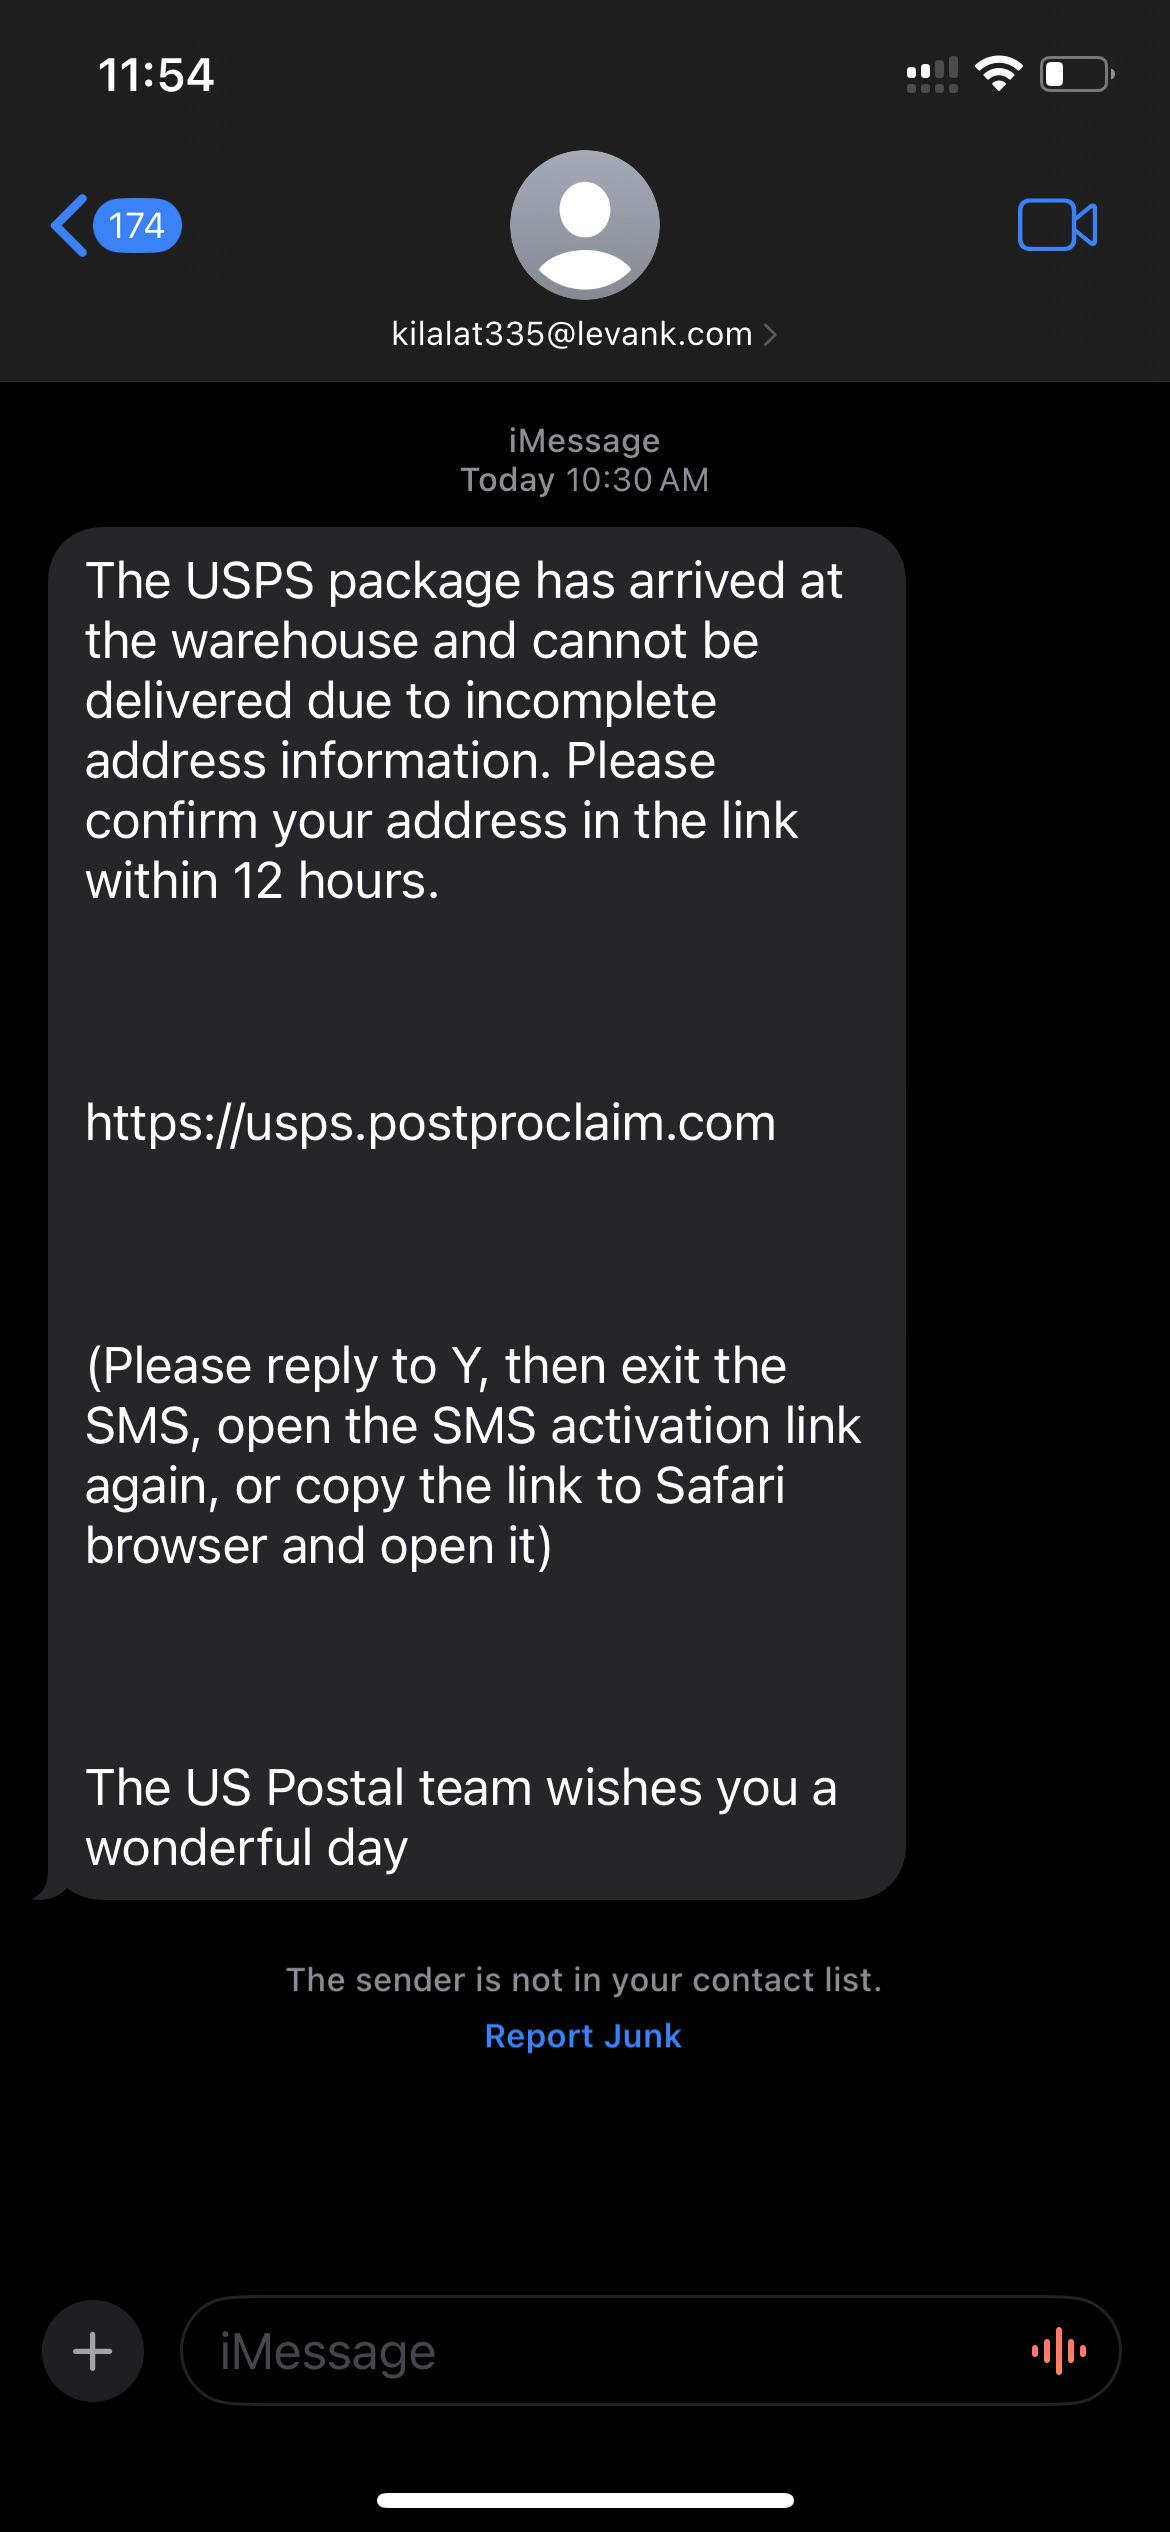 11:54
174
kilalat335@levank.com
iMessage
Today 10:30 AM
The USPS package has arrived at
the warehouse and cannot be
delivered due to incomplete
address information. Please
confirm your address in the link
within 12 hours.
https://usps.postproclaim.com
(Please reply to Y, then exit the
SMS, open the SMS activation link
again, or copy the link to Safari
browser and open it)
The US Postal team wishes you a
wonderful day
The sender is not in your contact list.
Report Junk
iMessage